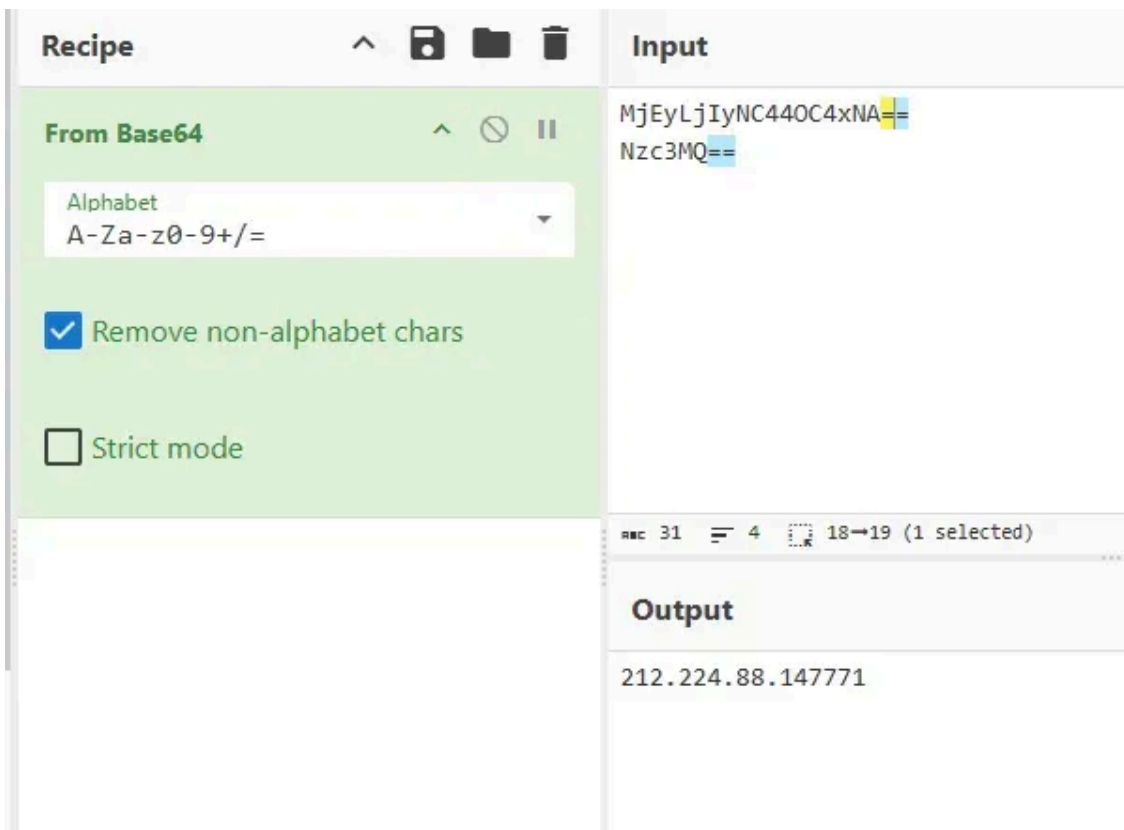 Recipe
From Base64
Alphabet
A-Za-z0-9+/=
Remove non-alphabet chars
Strict mode
Input
MjEyLjIyNC44OC4xNA==
Nzc3MQ==
ABC 31 4 18→19 (1 selected)
Output
212.224.88.147771